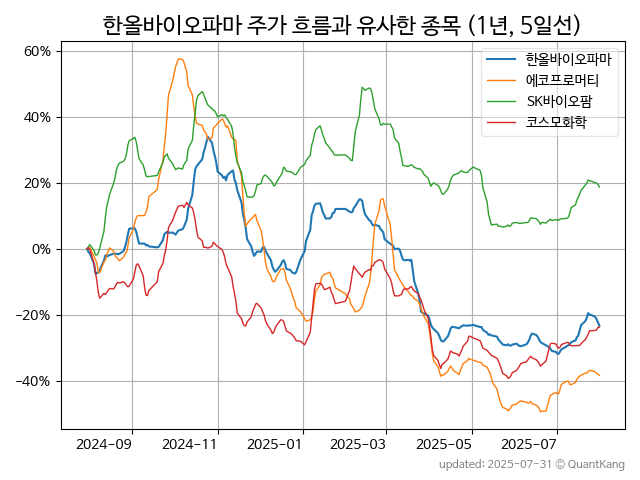 한올바이오파마 주가 흐름과 유사한 종목 (1년, 5일선)
한올바이오파마
에코프로머티
SK바이오팜
코스모화학
60%
40%
20%
0%
−20%
−40%
2024-09
2024-11
2025-01
2025-03
2025-05
2025-07
updated: 2025-07-31 © QuantKang